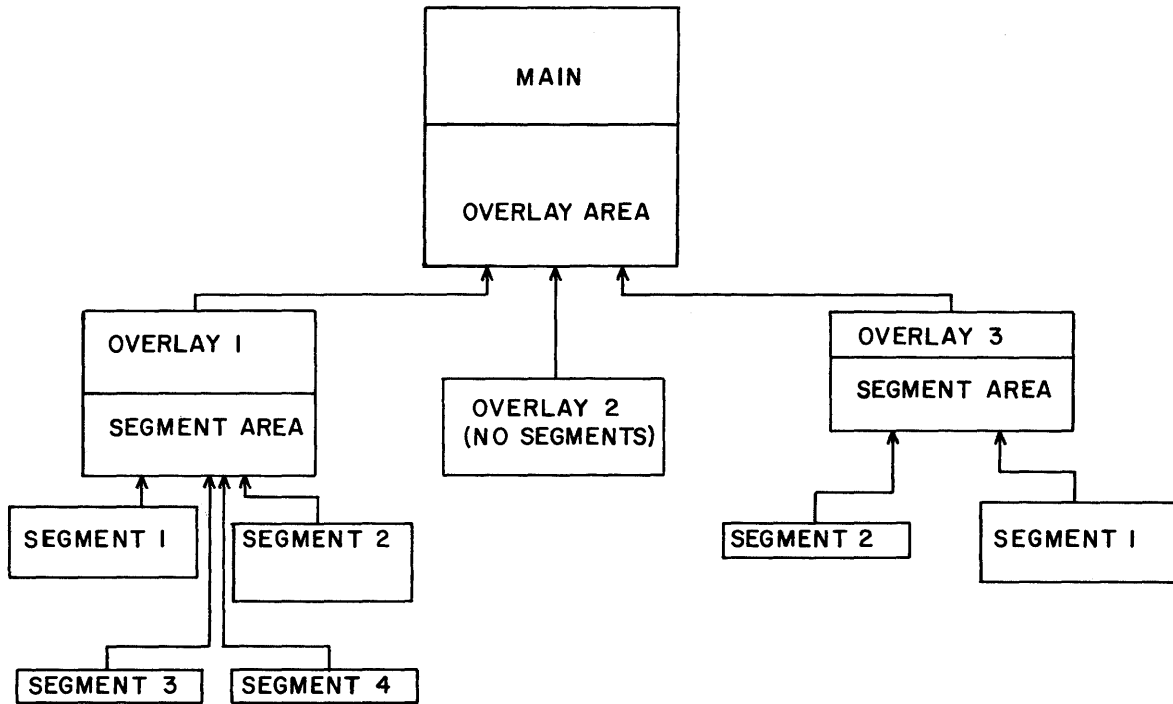 MAIN
OVERLAY AREA
OVERLAY 1
SEGMENT AREA
OVERLAY 2
(NO SEGMENTS)
OVERLAY 3
SEGMENT AREA
SEGMENT 1
SEGMENT 2
SEGMENT 3
SEGMENT 4
SEGMENT 2
SEGMENT 1